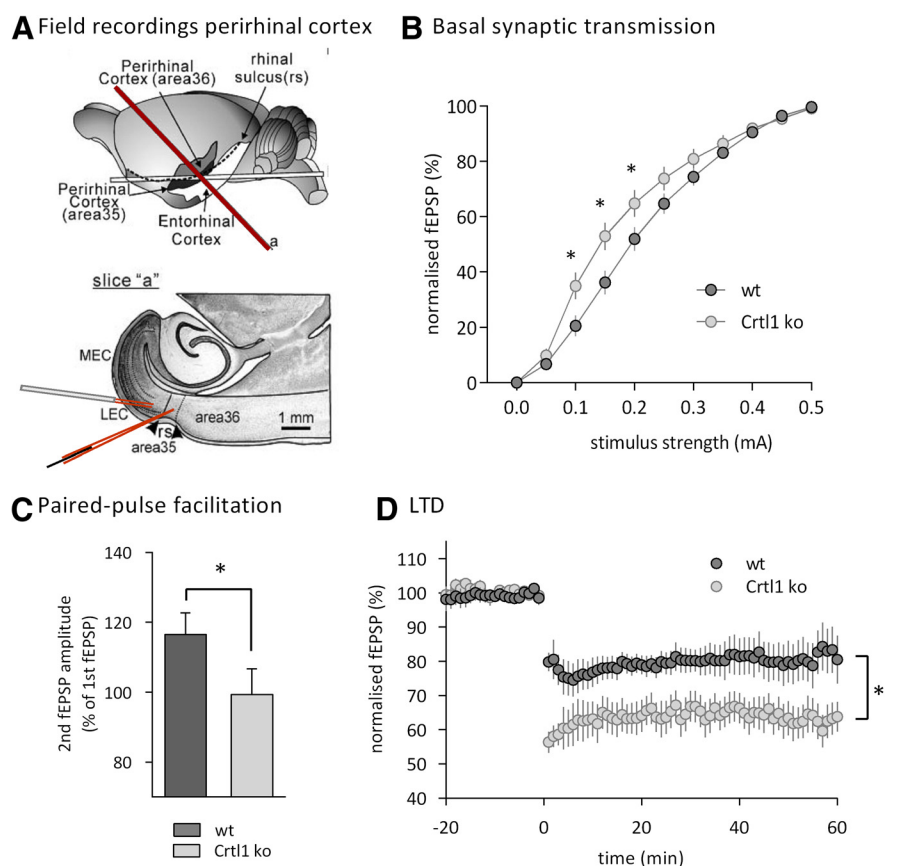 A Field recordings perirhinal cortex
Perirhinal
Cortex (area36)
rhinal
sulcus(rs)
Perirhinal
Cortex
(area35)
Entorhinal
Cortex
a
slice "a"
MEC
LEC
rs
area35
area36
1 mm
B Basal synaptic transmission
normalised fEPSP (%)
100
80
60
40
20
0
* * *
wt
Crtl1 ko
0.0 0.1 0.2 0.3 0.4 0.5
stimulus strength (mA)
C Paired-pulse facilitation
2nd fEPSP amplitude
(% of 1st fEPSP)
140
120
100
80
*
wt
Crtl1 ko
D LTD
normalised fEPSP (%)
110
100
90
80
70
60
50
40
wt
Crtl1 ko
*
-20 0 20 40 60
time (min)